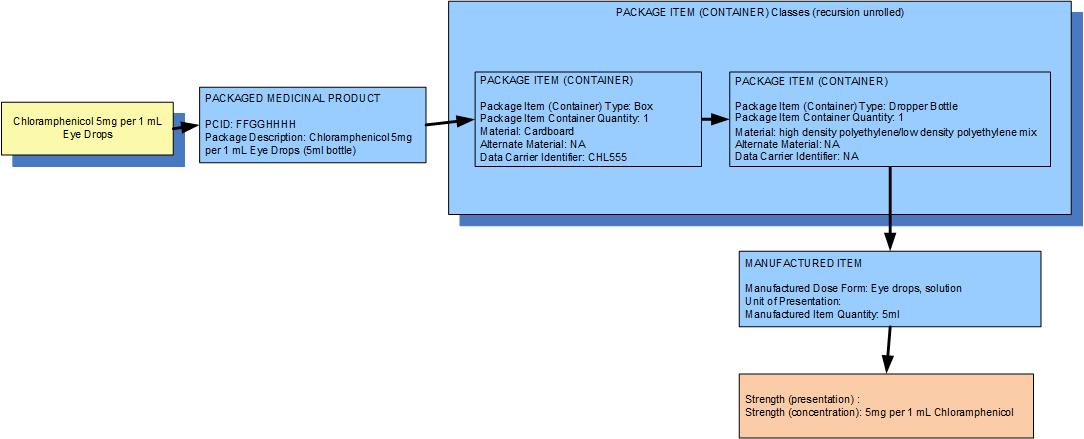 PACKAGE ITEM (CONTAINER) Classes (recursion unrolled)
Chloramphenicol 5mg per 1 mL
Eye Drops
PACKAGED MEDICINAL PRODUCT
PCID: FFGGHHHH
Package Description: Chloramphenicol 5mg
per 1 mL Eye Drops (5ml bottle)
PACKAGE ITEM (CONTAINER)
Package Item (Container) Type: Box
Package Item Container Quantity: 1
Material: Cardboard
Alternate Material: NA
Data Carrier Identifier: CHL555
PACKAGE ITEM (CONTAINER)
Package Item (Container) Type: Dropper Bottle
Package Item Container Quantity: 1
Material: high density polyethylene/low density polyethylene mix
Alternate Material: NA
Data Carrier Identifier: NA
MANUFACTURED ITEM
Manufactured Dose Form: Eye drops, solution
Unit of Presentation:
Manufactured Item Quantity: 5ml
Strength (presentation) :
Strength (concentration): 5mg per 1 mL Chloramphenicol